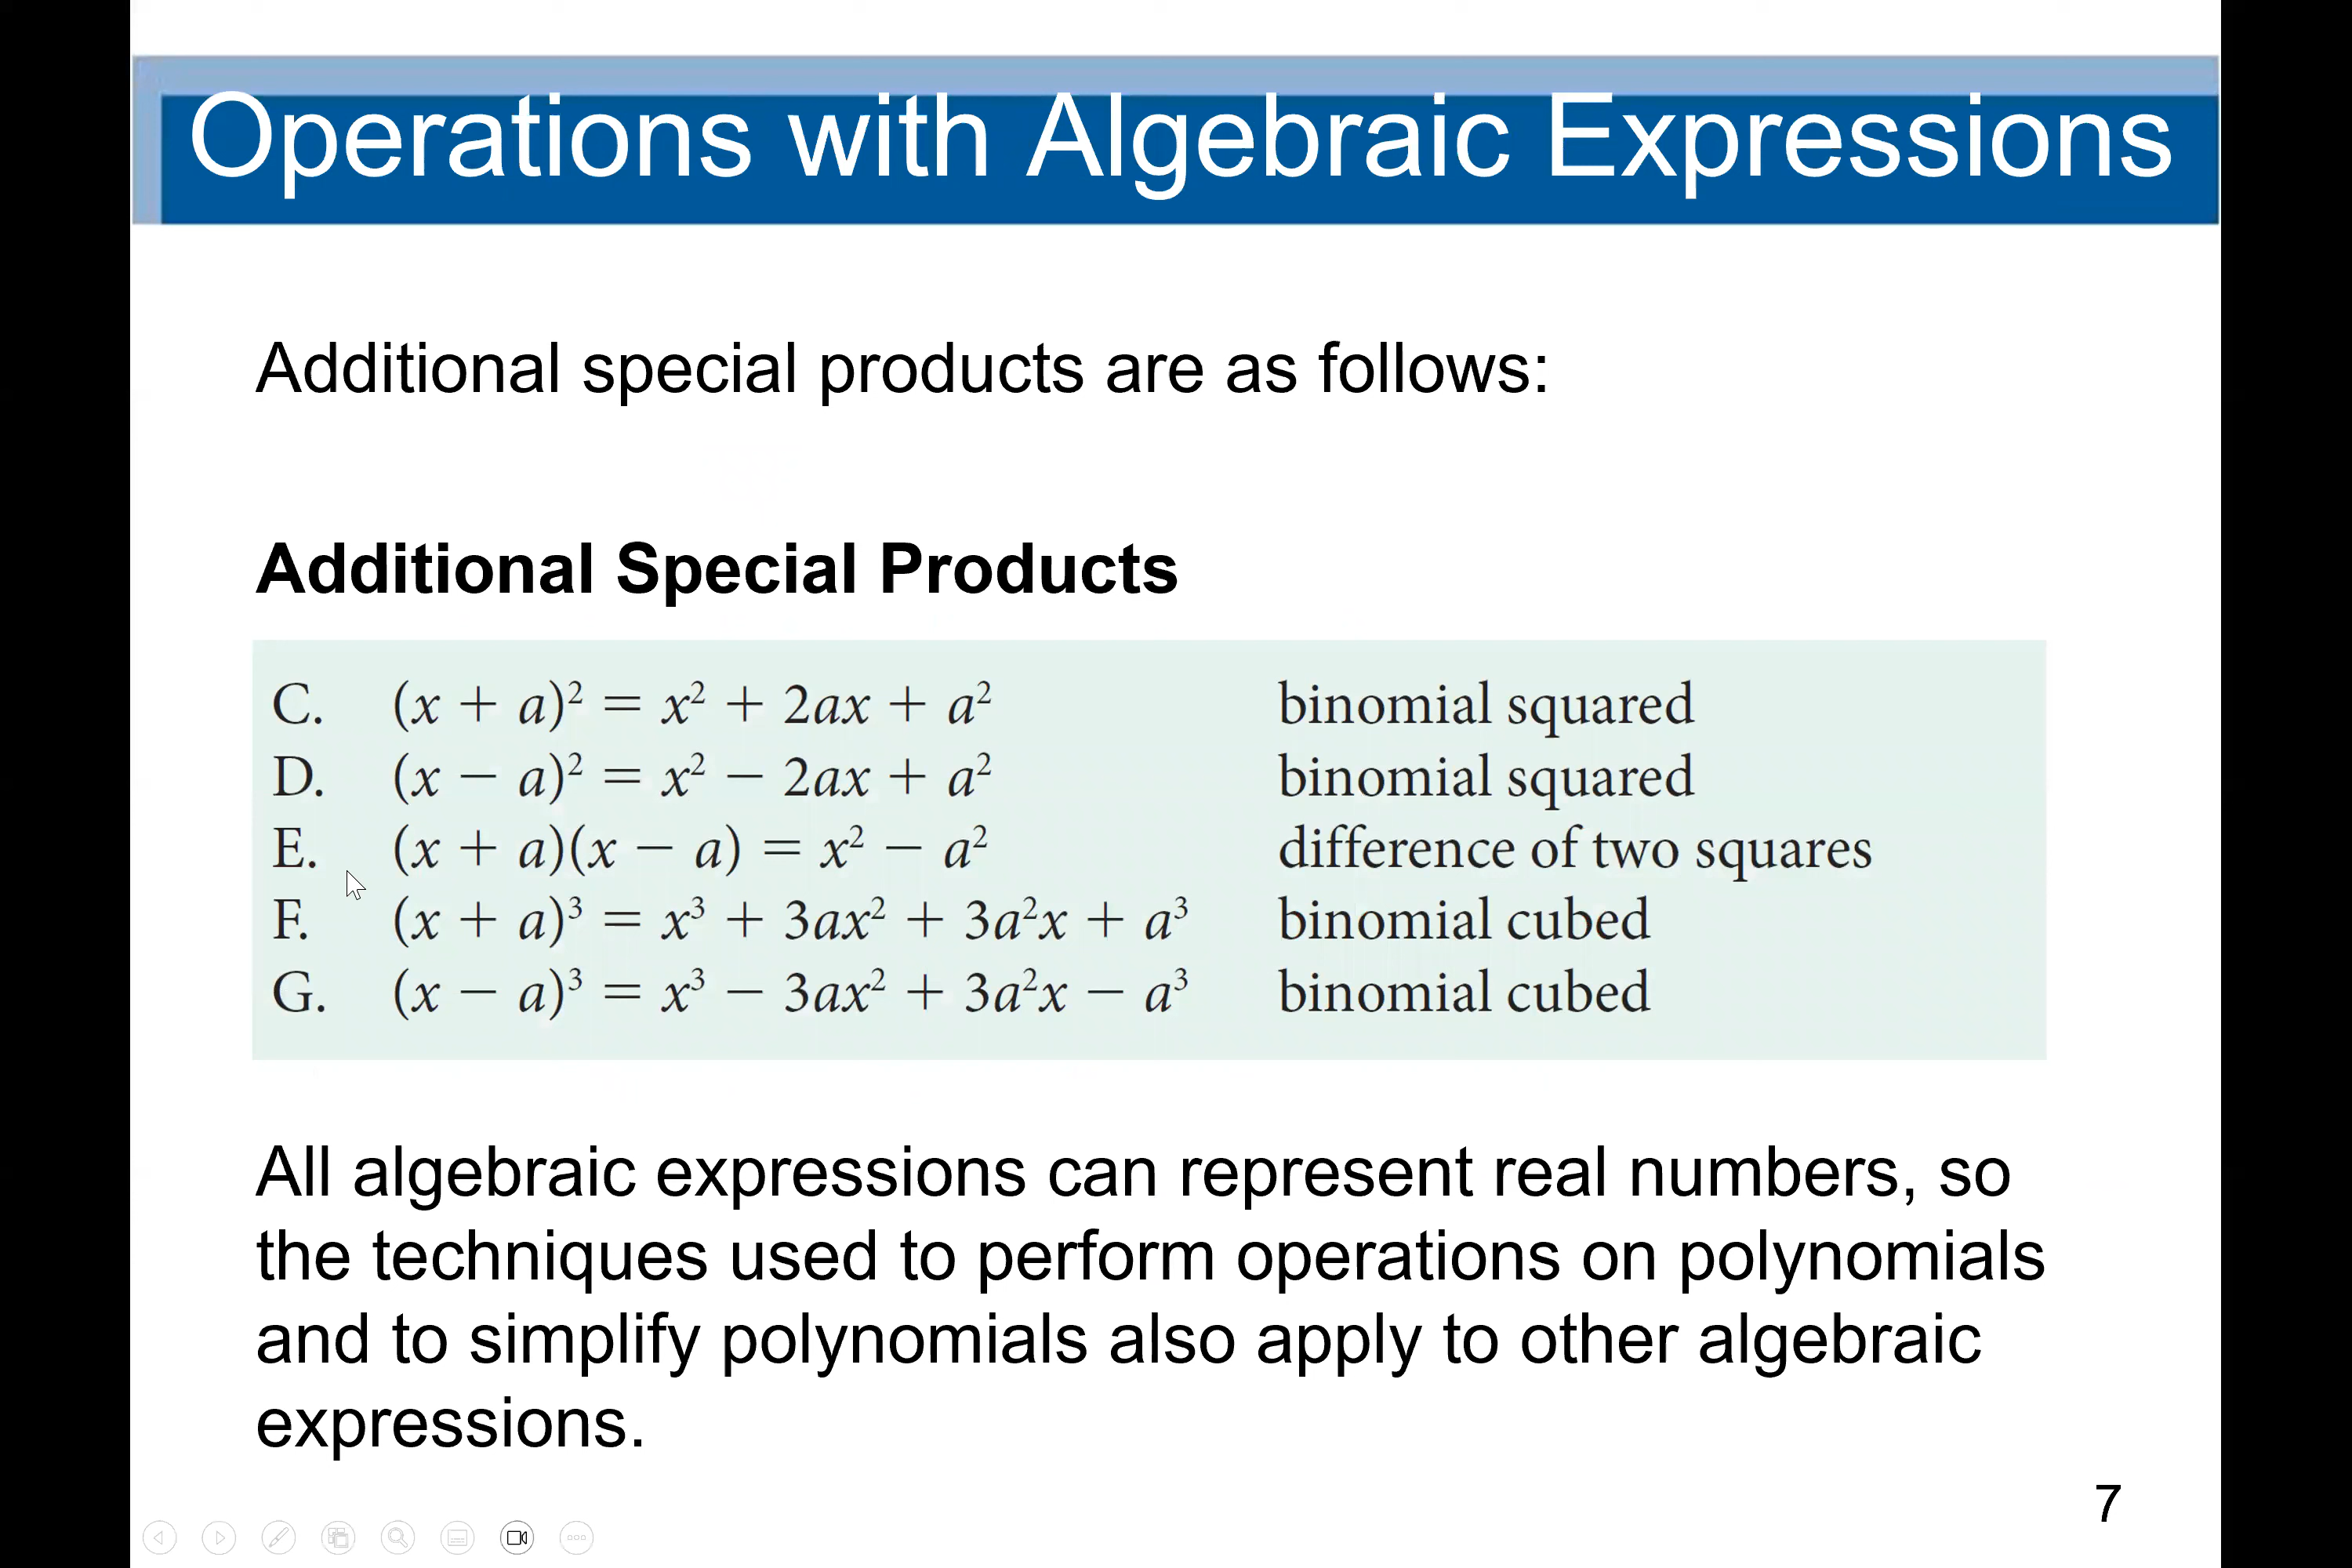 Operations with Algebraic Expressions
Additional special products are as follows:
Additional Special Products
C. (x + a)² = x² + 2ax + a² binomial squared
D. (x − a)² = x² − 2ax + a² binomial squared
E. (x + a)(x − a) = x² − a² difference of two squares
F. (x + a)³ = x³ + 3ax² + 3a²x + a³ binomial cubed
G. (x − a)³ = x³ − 3ax² + 3a²x − a³ binomial cubed
All algebraic expressions can represent real numbers, so
the techniques used to perform operations on polynomials
and to simplify polynomials also apply to other algebraic
expressions.
7